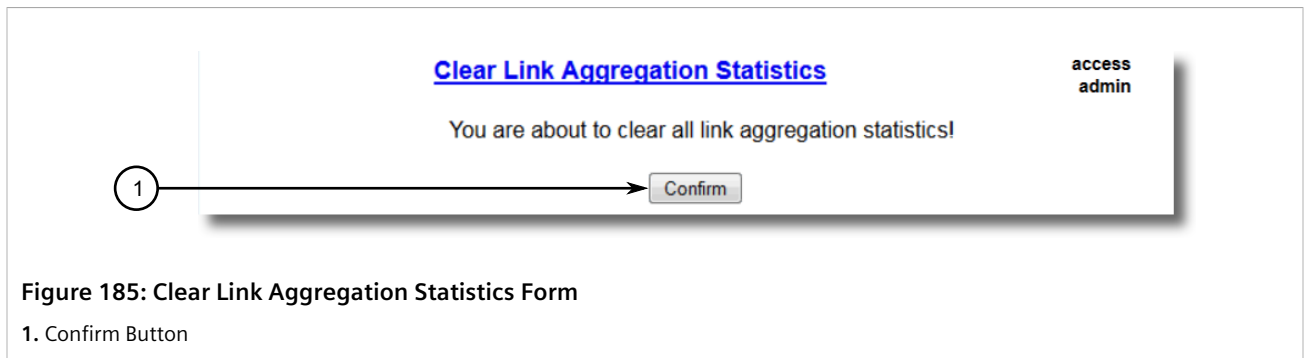 Clear Link Aggregation Statistics
access
admin
You are about to clear all link aggregation statistics!
1
Confirm
Figure 185: Clear Link Aggregation Statistics Form
1. Confirm Button